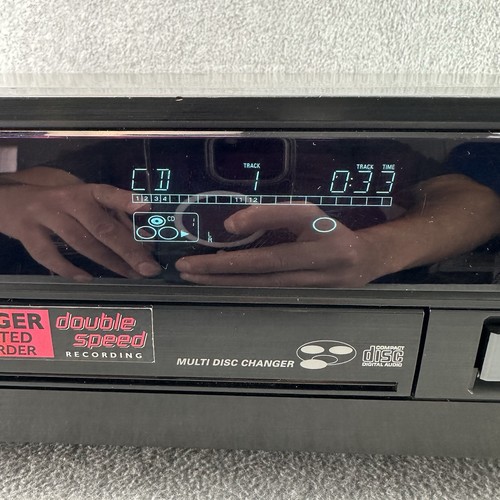 TRACK TRACK TIME
CD 1 0:33
1 2 3 4 11 12
CD
GER double
TED speed
RDER RECORDING
MULTI DISC CHANGER
COMPACT
disc
DIGITAL AUDIO